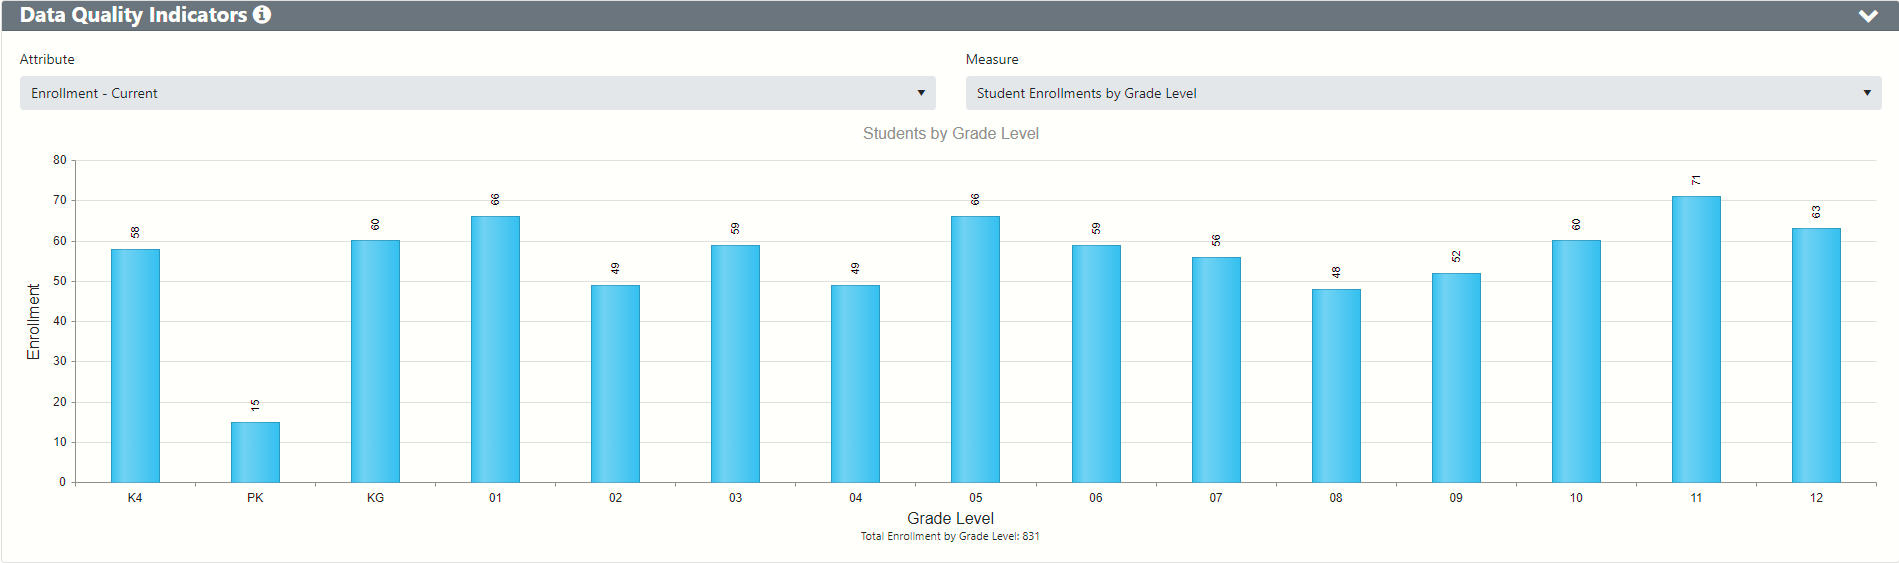 Data Quality Indicators
Attribute
Measure
Enrollment - Current
Student Enrollments by Grade Level
Students by Grade Level
80
70
60
50
40
30
20
10
0
Enrollment
58
15
60
66
49
59
49
66
59
56
48
52
60
71
63
K4 PK KG 01 02 03 04 05 06 07 08 09 10 11 12
Grade Level
Total Enrollment by Grade Level: 831